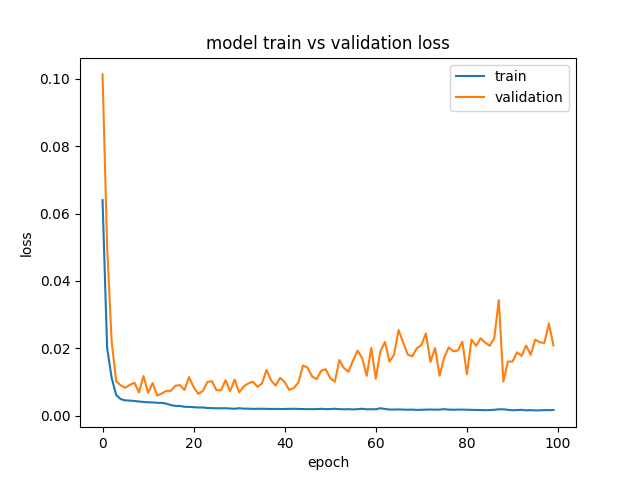 model train vs validation loss
train
validation
loss
0.10
0.08
0.06
0.04
0.02
0.00
0 20 40 60 80 100
epoch